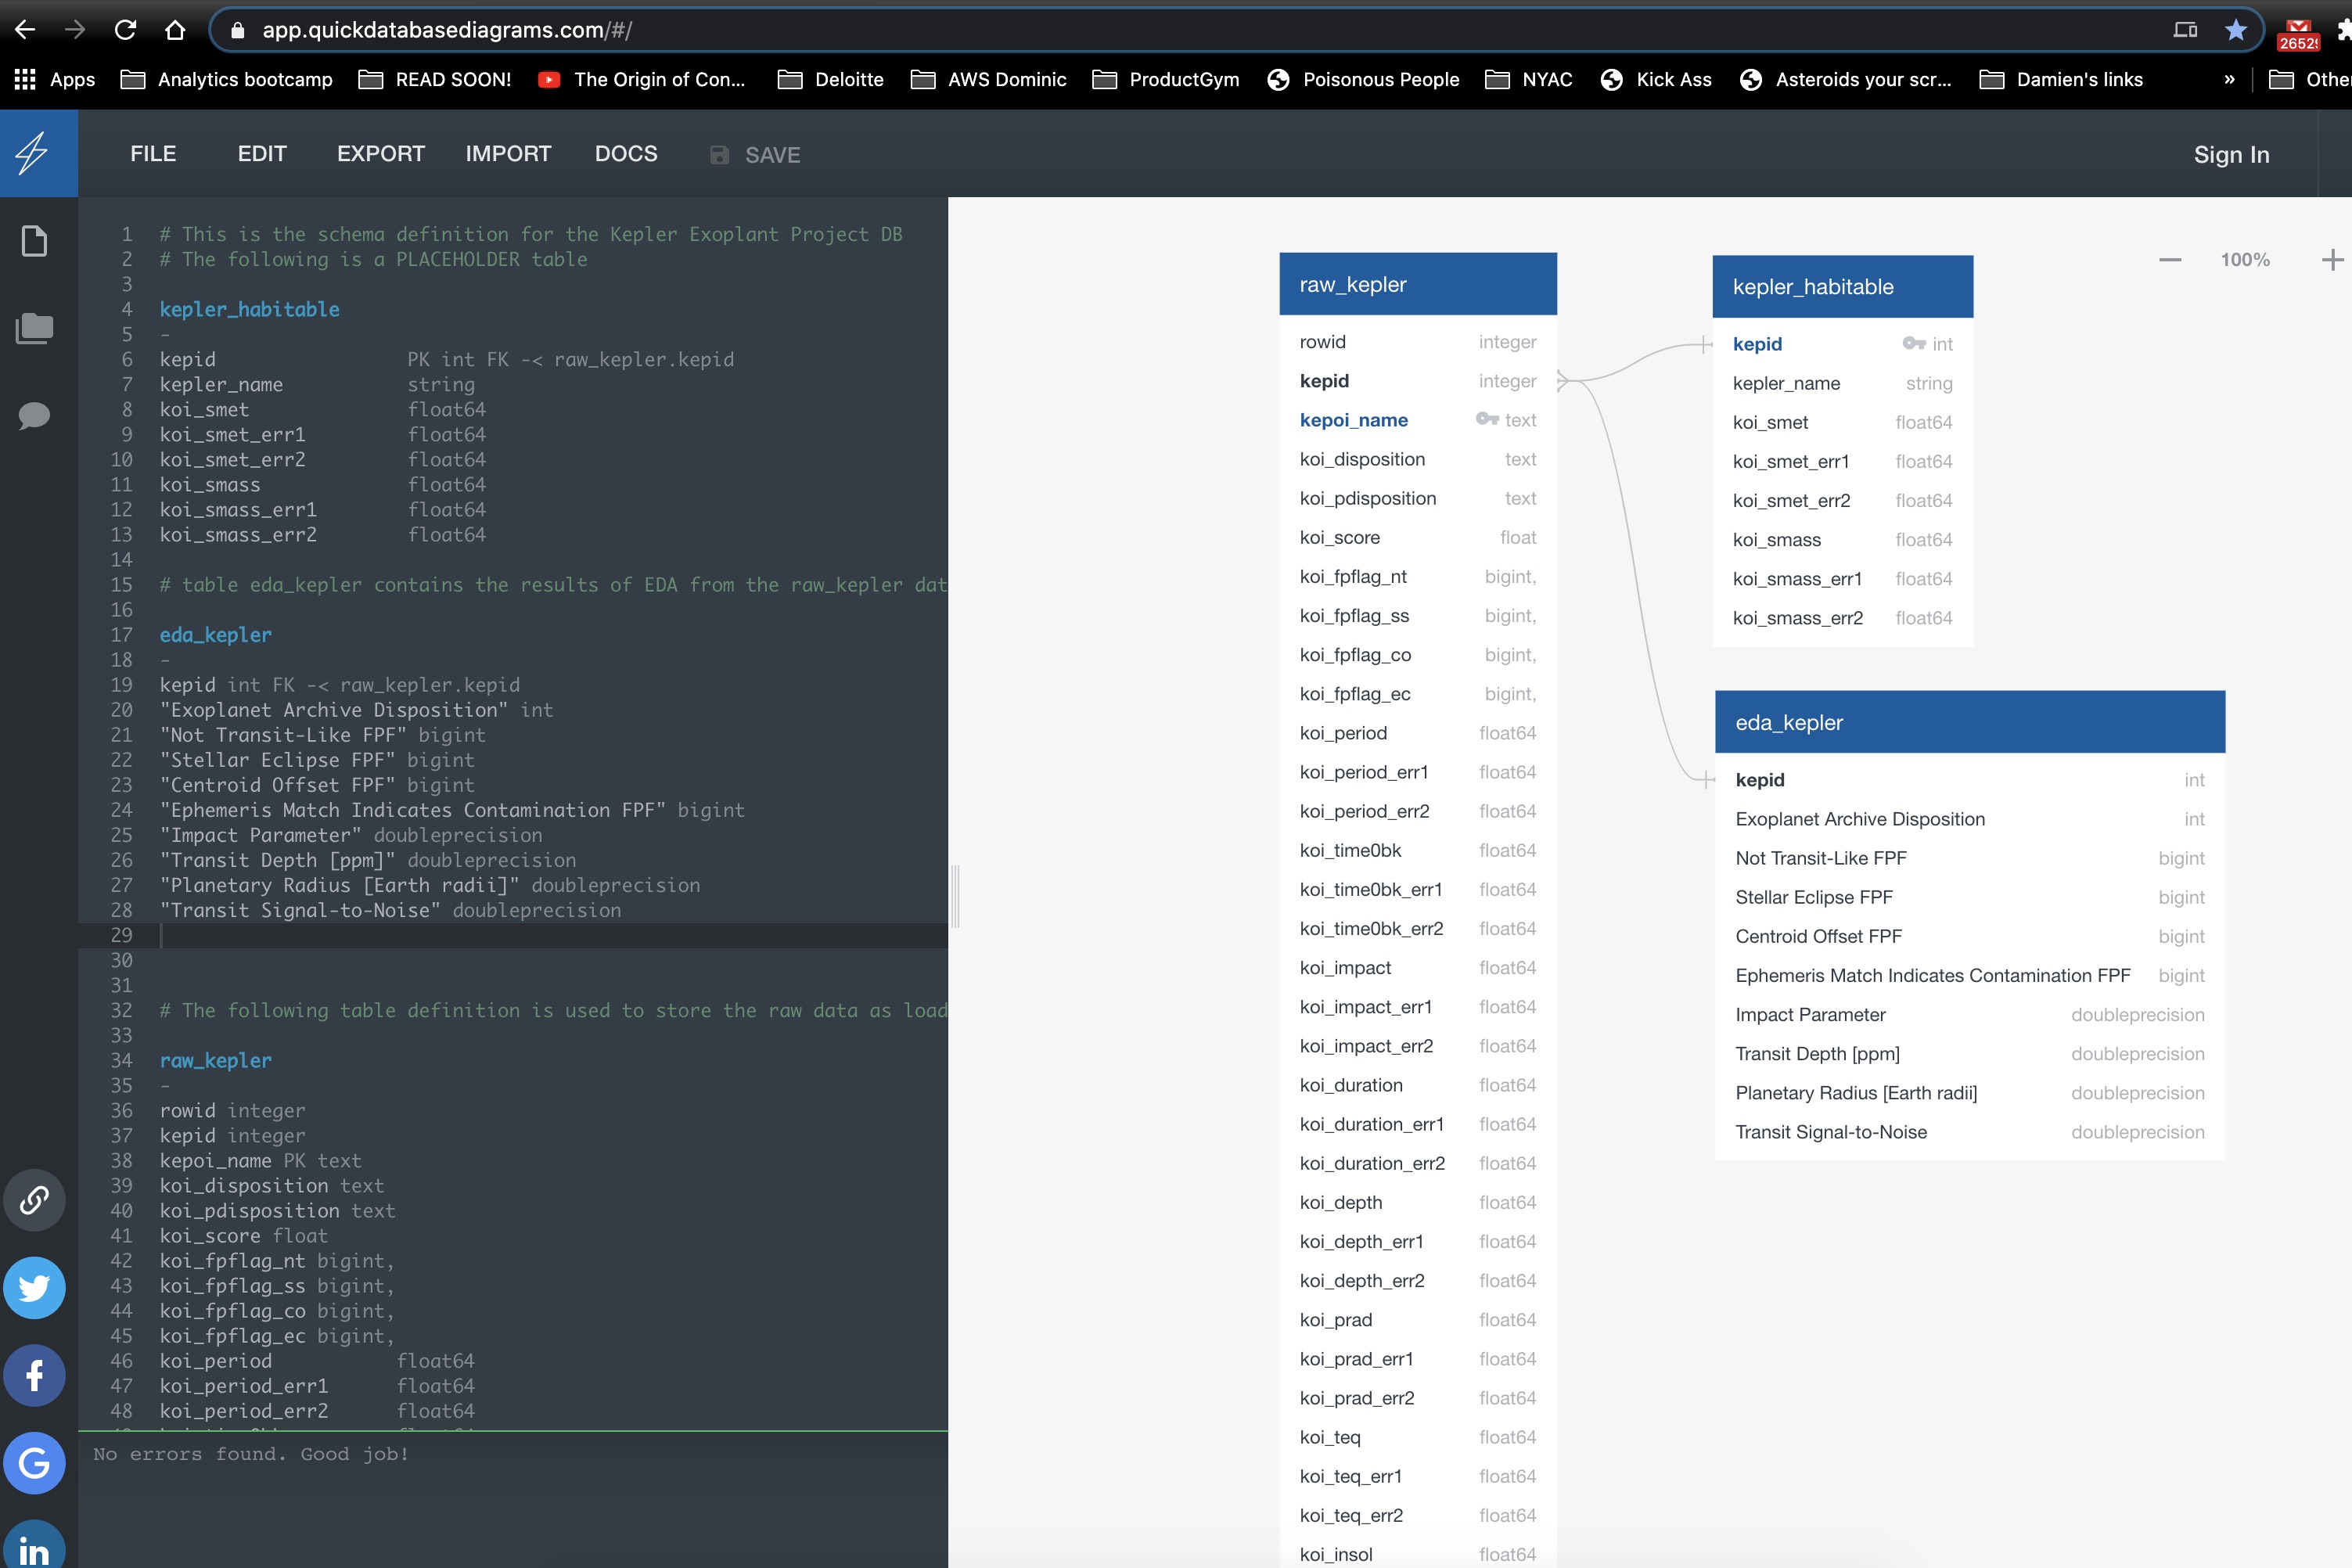 app.quickdatabasediagrams.com/#/
Apps Analytics bootcamp READ SOON! The Origin of Con... Deloitte AWS Dominic ProductGym Poisonous People NYAC Kick Ass Asteroids your scr... Damien's links »
FILE EDIT EXPORT IMPORT DOCS SAVE Sign In
1 # This is the schema definition for the Kepler Exoplant Project DB
2 # The following is a PLACEHOLDER table
3
4 kepler_habitable
5 -
6 kepid PK int FK -< raw_kepler.kepid
7 kepler_name string
8 koi_smet float64
9 koi_smet_err1 float64
10 koi_smet_err2 float64
11 koi_smass float64
12 koi_smass_err1 float64
13 koi_smass_err2 float64
14
15 # table eda_kepler contains the results of EDA from the raw_kepler dat
16
17 eda_kepler
18 -
19 kepid int FK -< raw_kepler.kepid
20 "Exoplanet Archive Disposition" int
21 "Not Transit-Like FPF" bigint
22 "Stellar Eclipse FPF" bigint
23 "Centroid Offset FPF" bigint
24 "Ephemeris Match Indicates Contamination FPF" bigint
25 "Impact Parameter" doubleprecision
26 "Transit Depth [ppm]" doubleprecision
27 "Planetary Radius [Earth radii]" doubleprecision
28 "Transit Signal-to-Noise" doubleprecision
29
30
31
32 # The following table definition is used to store the raw data as load
33
34 raw_kepler
35 -
36 rowid integer
37 kepid integer
38 kepoi_name PK text
39 koi_disposition text
40 koi_pdisposition text
41 koi_score float
42 koi_fpflag_nt bigint,
43 koi_fpflag_ss bigint,
44 koi_fpflag_co bigint,
45 koi_fpflag_ec bigint,
46 koi_period float64
47 koi_period_err1 float64
48 koi_period_err2 float64
No errors found. Good job!
raw_kepler
rowid integer
kepid integer
kepoi_name text
koi_disposition text
koi_pdisposition text
koi_score float
koi_fpflag_nt bigint,
koi_fpflag_ss bigint,
koi_fpflag_co bigint,
koi_fpflag_ec bigint,
koi_period float64
koi_period_err1 float64
koi_period_err2 float64
koi_time0bk float64
koi_time0bk_err1 float64
koi_time0bk_err2 float64
koi_impact float64
koi_impact_err1 float64
koi_impact_err2 float64
koi_duration float64
koi_duration_err1 float64
koi_duration_err2 float64
koi_depth float64
koi_depth_err1 float64
koi_depth_err2 float64
koi_prad float64
koi_prad_err1 float64
koi_prad_err2 float64
koi_teq float64
koi_teq_err1 float64
koi_teq_err2 float64
koi_insol float64
kepler_habitable
kepid int
kepler_name string
koi_smet float64
koi_smet_err1 float64
koi_smet_err2 float64
koi_smass float64
koi_smass_err1 float64
koi_smass_err2 float64
100%
eda_kepler
kepid int
Exoplanet Archive Disposition int
Not Transit-Like FPF bigint
Stellar Eclipse FPF bigint
Centroid Offset FPF bigint
Ephemeris Match Indicates Contamination FPF bigint
Impact Parameter doubleprecision
Transit Depth [ppm] doubleprecision
Planetary Radius [Earth radii] doubleprecision
Transit Signal-to-Noise doubleprecision